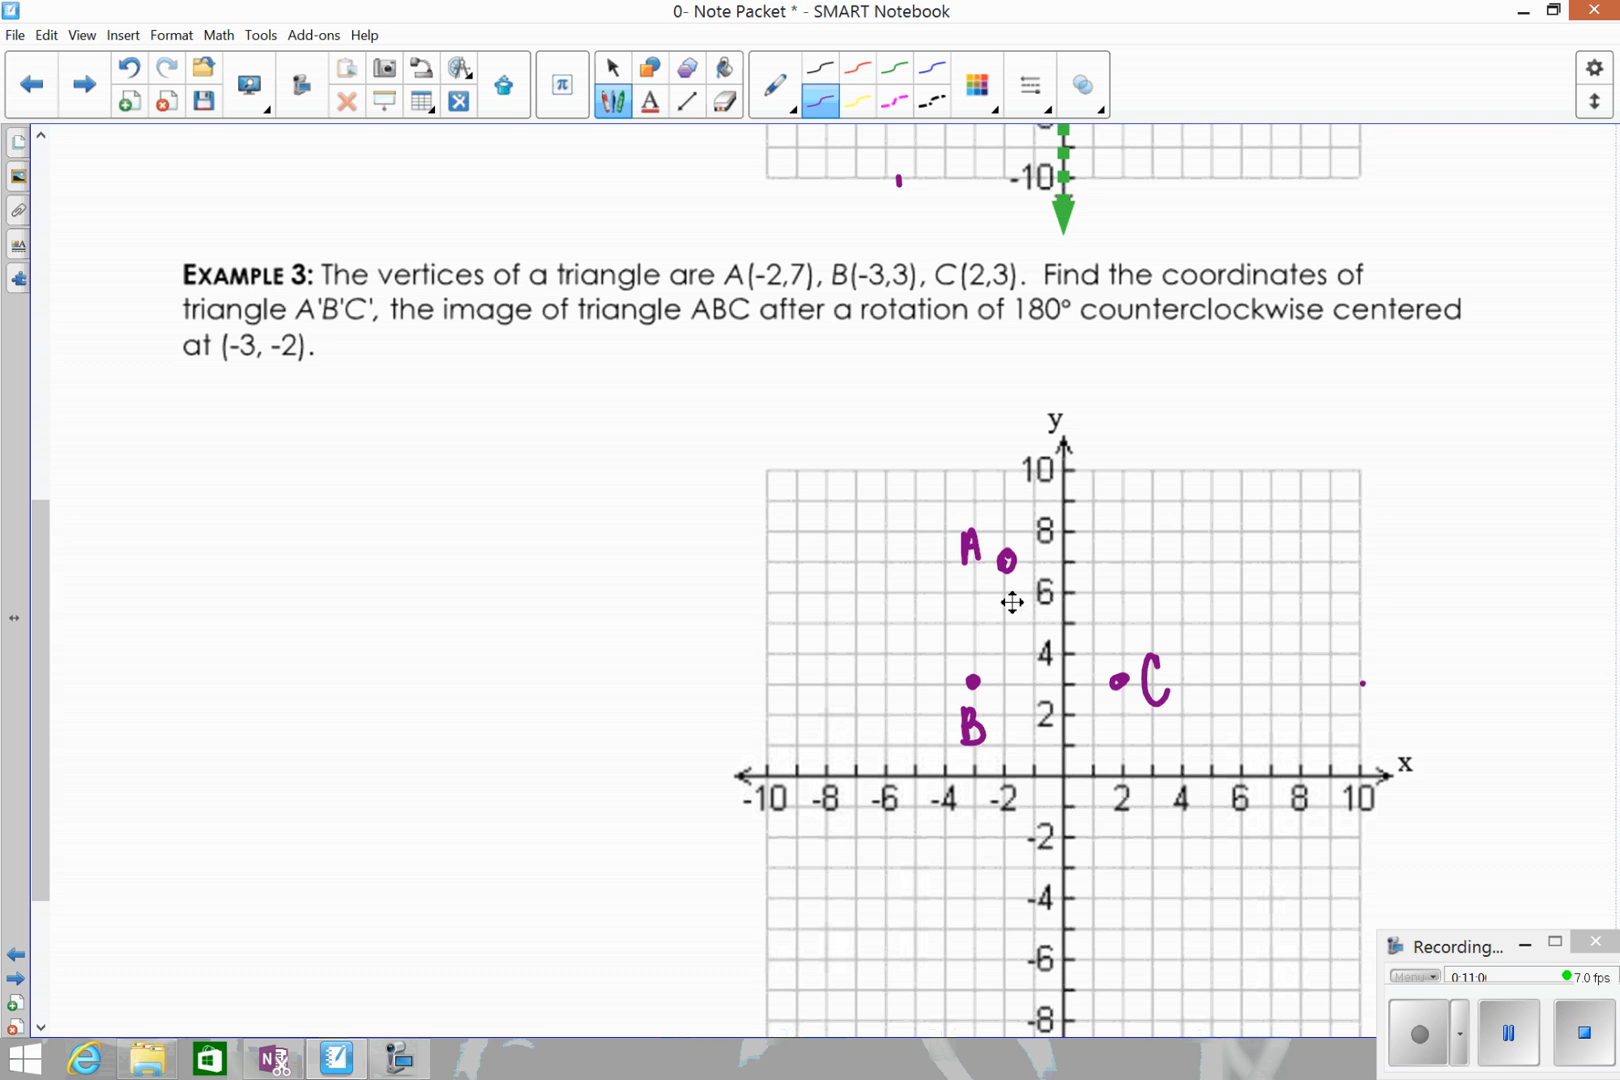 0- Note Packet * - SMART Notebook
File Edit View Insert Format Math Tools Add-ons Help
π
A
-10
EXAMPLE 3: The vertices of a triangle are A(-2,7), B(-3,3), C(2,3). Find the coordinates of
triangle A'B'C', the image of triangle ABC after a rotation of 180° counterclockwise centered
at (-3, -2).
y
10
8
A
6
4
C
2
B
x
-10 -8 -6 -4 -2 2 4 6 8 10
-2
-4
-6
-8
Recording...
Menu
7.0 fps